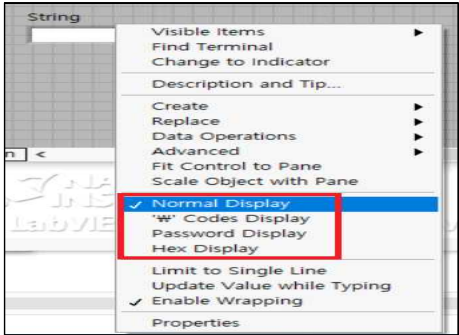 String
Visible Items
Find Terminal
Change to Indicator
Description and Tip...
Create
Replace
Data Operations
Advanced
n <
Fit Control to Pane
Scale Object with Pane
Normal Display
'₩' Codes Display
Password Display
Hex Display
LabVIE
Limit to Single Line
Update Value while Typing
Enable Wrapping
Properties